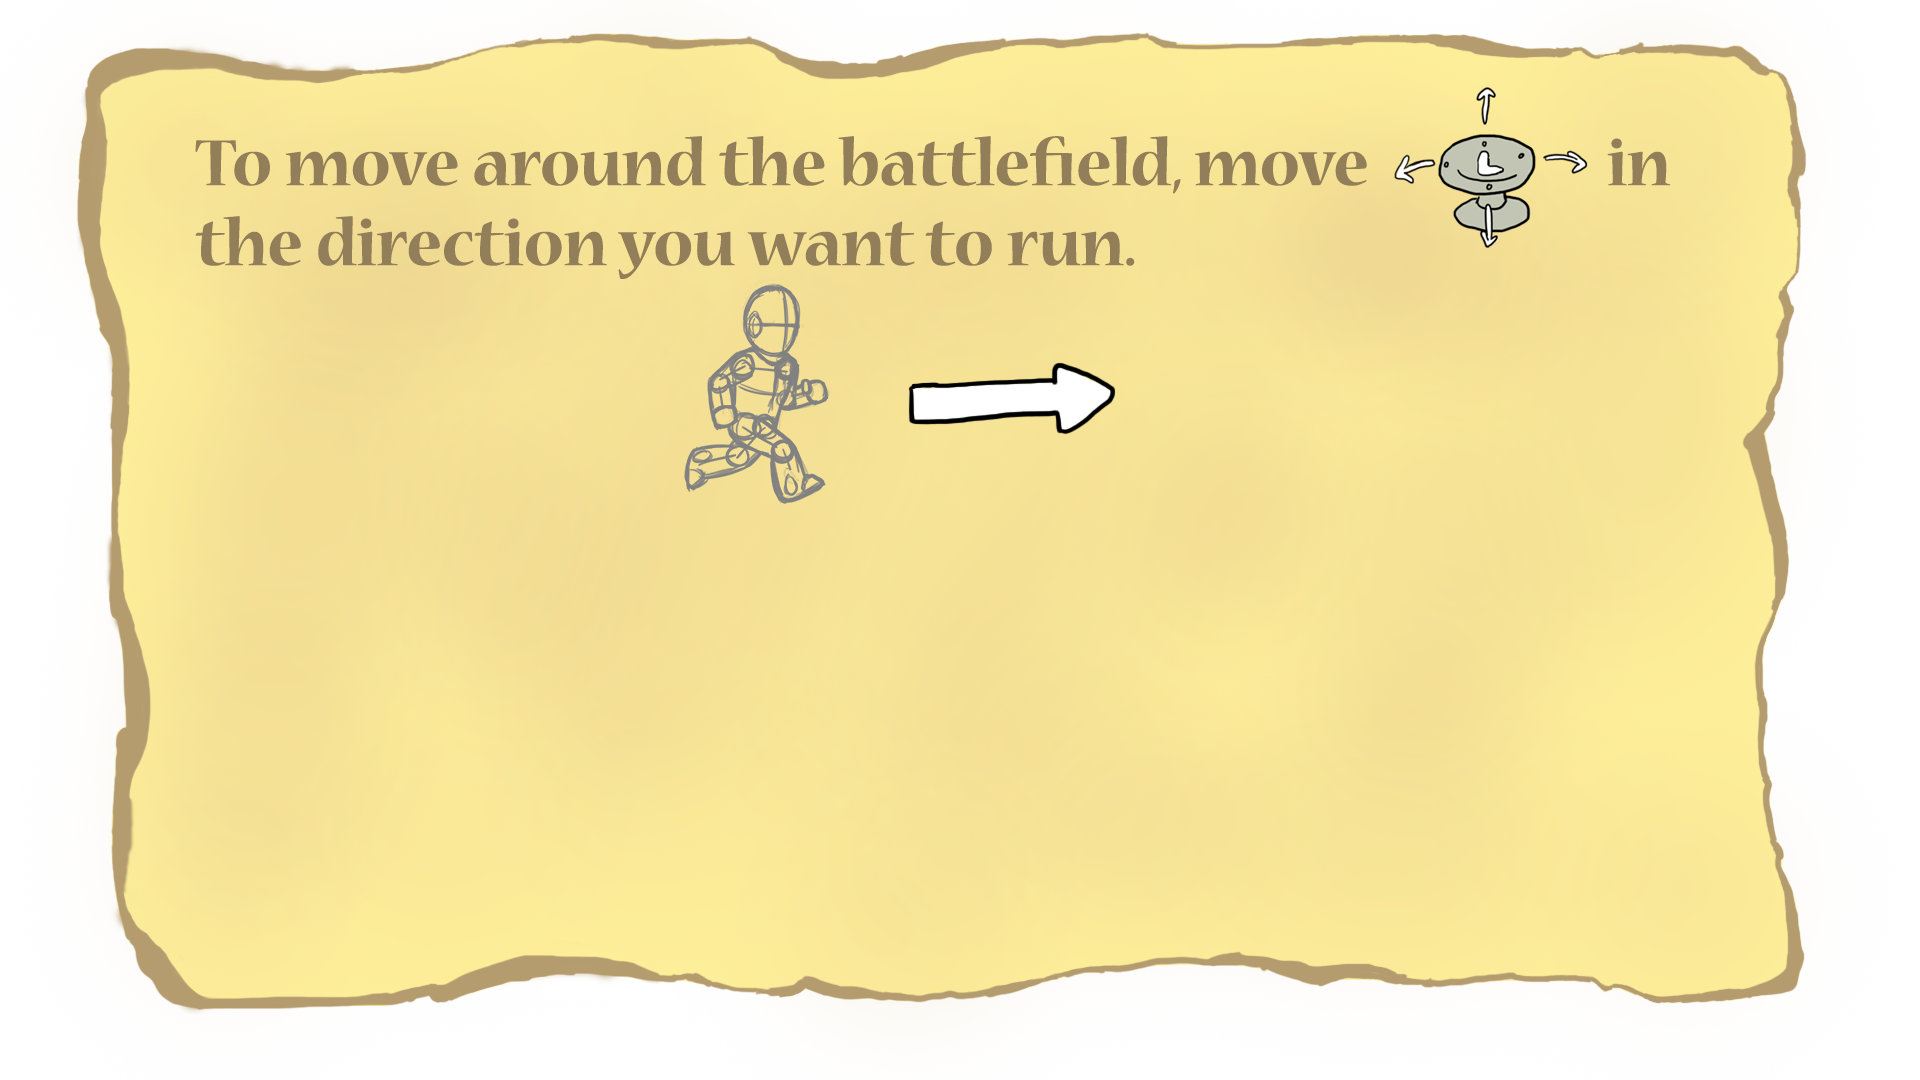 To move around the battlefield, move L in
the direction you want to run.